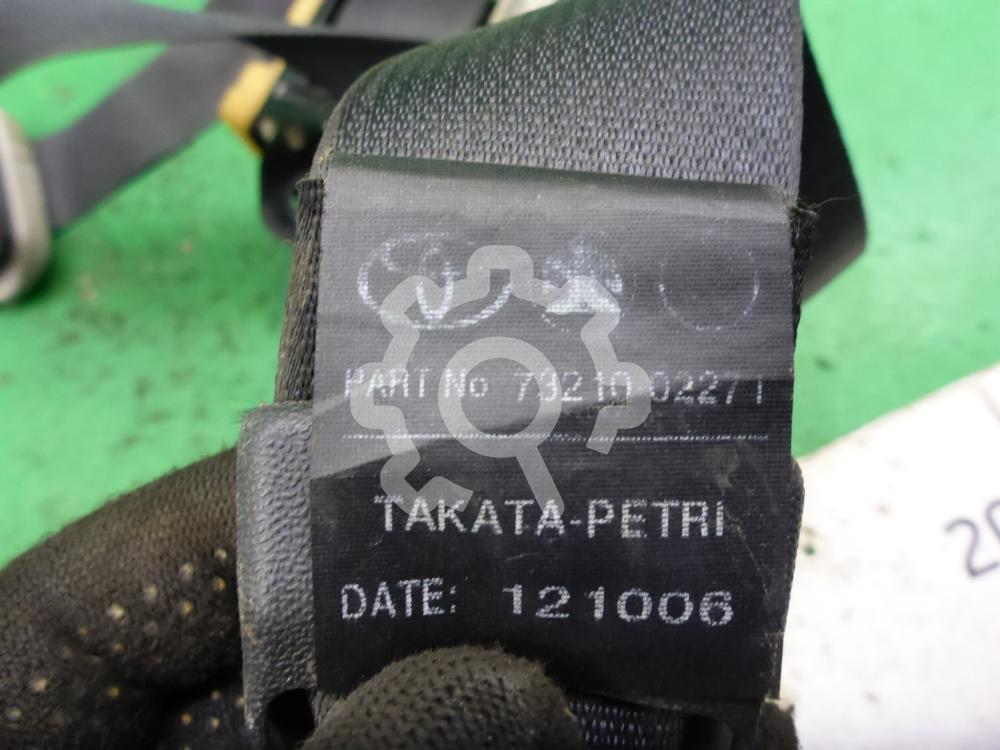 PART No 73210 02271
TAKATA-PETRI
DATE: 121006